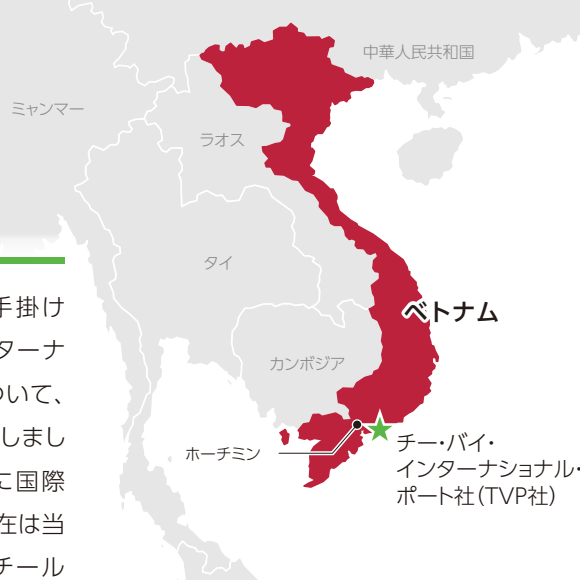 中華人民共和国
ミャンマー
ラオス
タイ
ベトナム
カンボジア
ホーチミン
チー・バイ・
インターナショナル・
ポート社(TVP社)
手掛け
ターナ
ついて、
しまし
に国際
在は当
チール